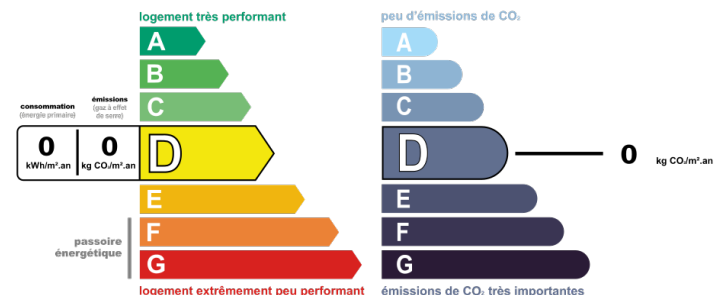 logement très performant
A
B
C
consommation
(énergie primaire)
émissions
(gaz à effet
de serre)
0
kWh/m².an
0
kg CO₂/m².an
D
E
F
G
passoire
énergétique
logement extrêmement peu performant
peu d'émissions de CO₂
A
B
C
D
0
kg CO₂/m².an
E
F
G
émissions de CO₂ très importantes